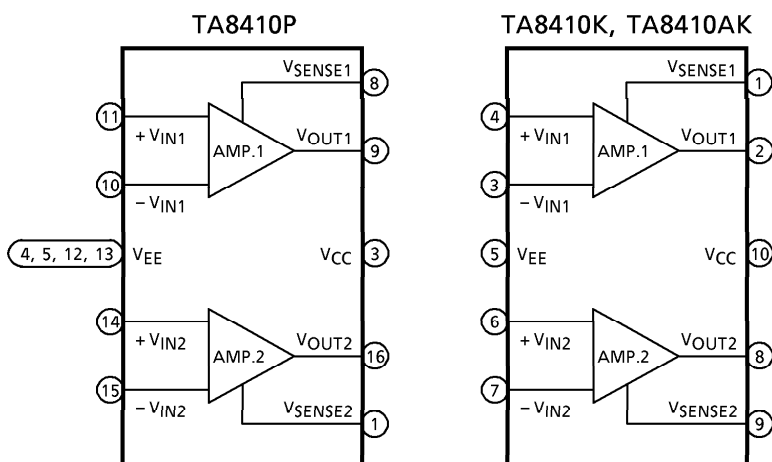 TA8410P
VSENSE1
8
11
+ VIN1
AMP.1
VOUT1
9
10
− VIN1
4, 5, 12, 13
VEE
VCC
3
14
+ VIN2
AMP.2
VOUT2
16
15
− VIN2
VSENSE2
1
TA8410K, TA8410AK
VSENSE1
1
4
+ VIN1
AMP.1
VOUT1
2
3
− VIN1
5
VEE
VCC
10
6
+ VIN2
AMP.2
VOUT2
8
7
− VIN2
VSENSE2
9